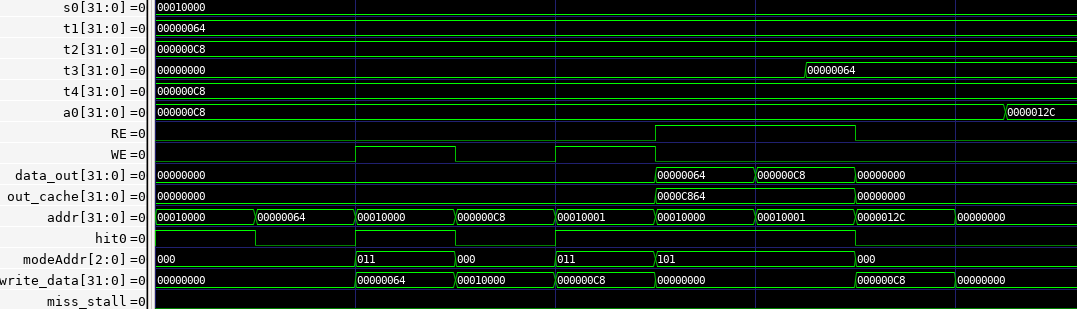 s0[31:0] =0 00010000
t1[31:0] =0 00000064
t2[31:0] =0 000000C8
t3[31:0] =0 00000000 00000064
t4[31:0] =0 000000C8
a0[31:0] =0 000000C8 0000012C
RE =0
WE =0
data_out[31:0] =0 00000000 00000064 000000C8 00000000
out_cache[31:0] =0 00000000 0000C864 00000000
addr[31:0] =0 00010000 00000064 00010000 000000C8 00010001 00010000 00010001 0000012C 00000000
hit0 =0
modeAddr[2:0] =0 000 011 000 011 101 000
write_data[31:0] =0 00000000 00000064 00010000 000000C8 00000000 000000C8 00000000
miss_stall =0